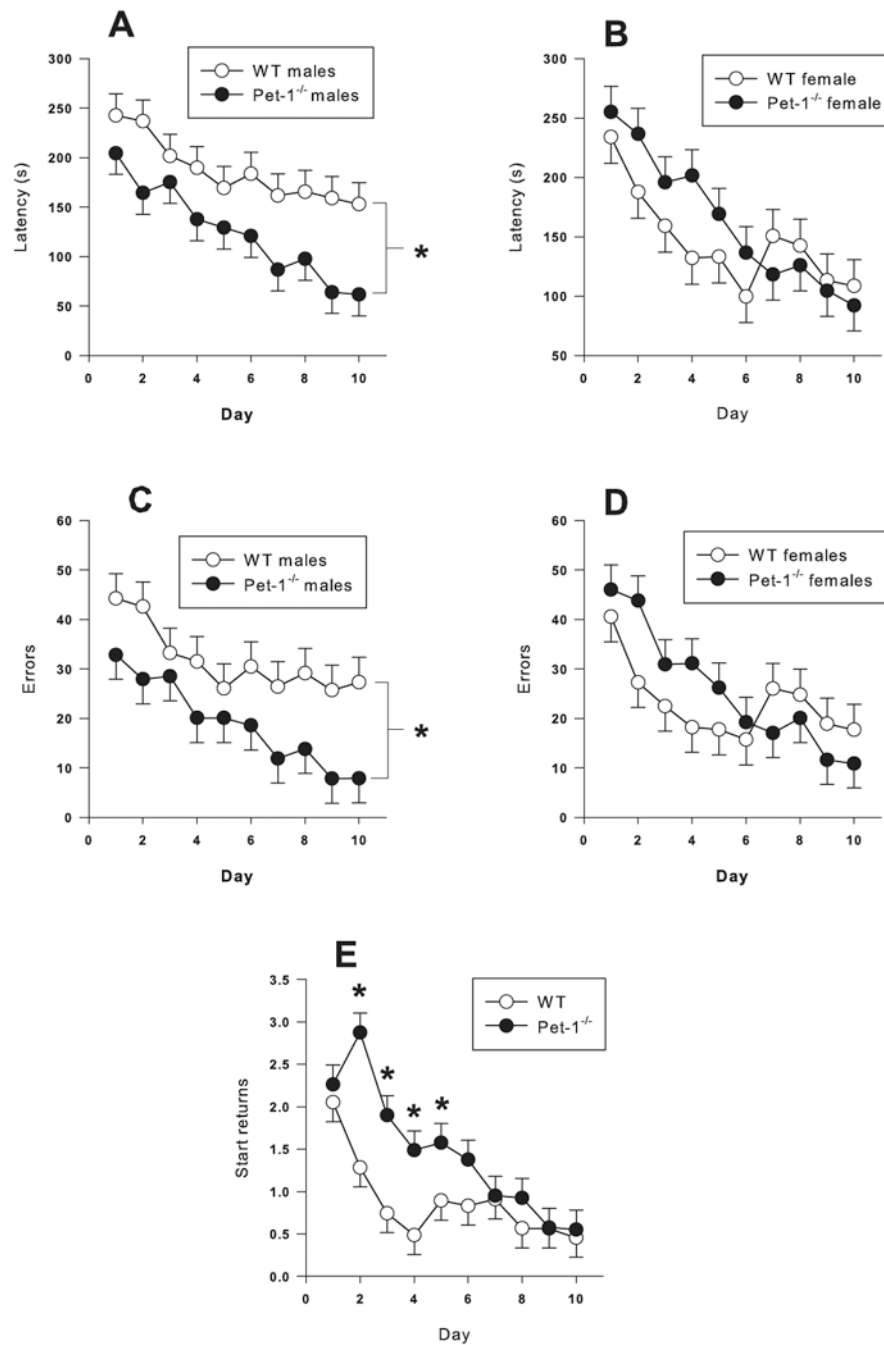 A
WT males
Pet-1-/- males
Latency (s)
300
250
200
150
100
50
0
*
0 2 4 6 8 10
Day
B
WT female
Pet-1-/- female
Latency (s)
300
250
200
150
100
50
0 2 4 6 8 10
Day
C
WT males
Pet-1-/- males
Errors
60
50
40
30
20
10
0
*
0 2 4 6 8 10
Day
D
WT females
Pet-1-/- females
Errors
60
50
40
30
20
10
0
0 2 4 6 8 10
Day
E
WT
Pet-1-/-
Start returns
3.5
3.0
2.5
2.0
1.5
1.0
0.5
0.0
* * * *
0 2 4 6 8 10
Day